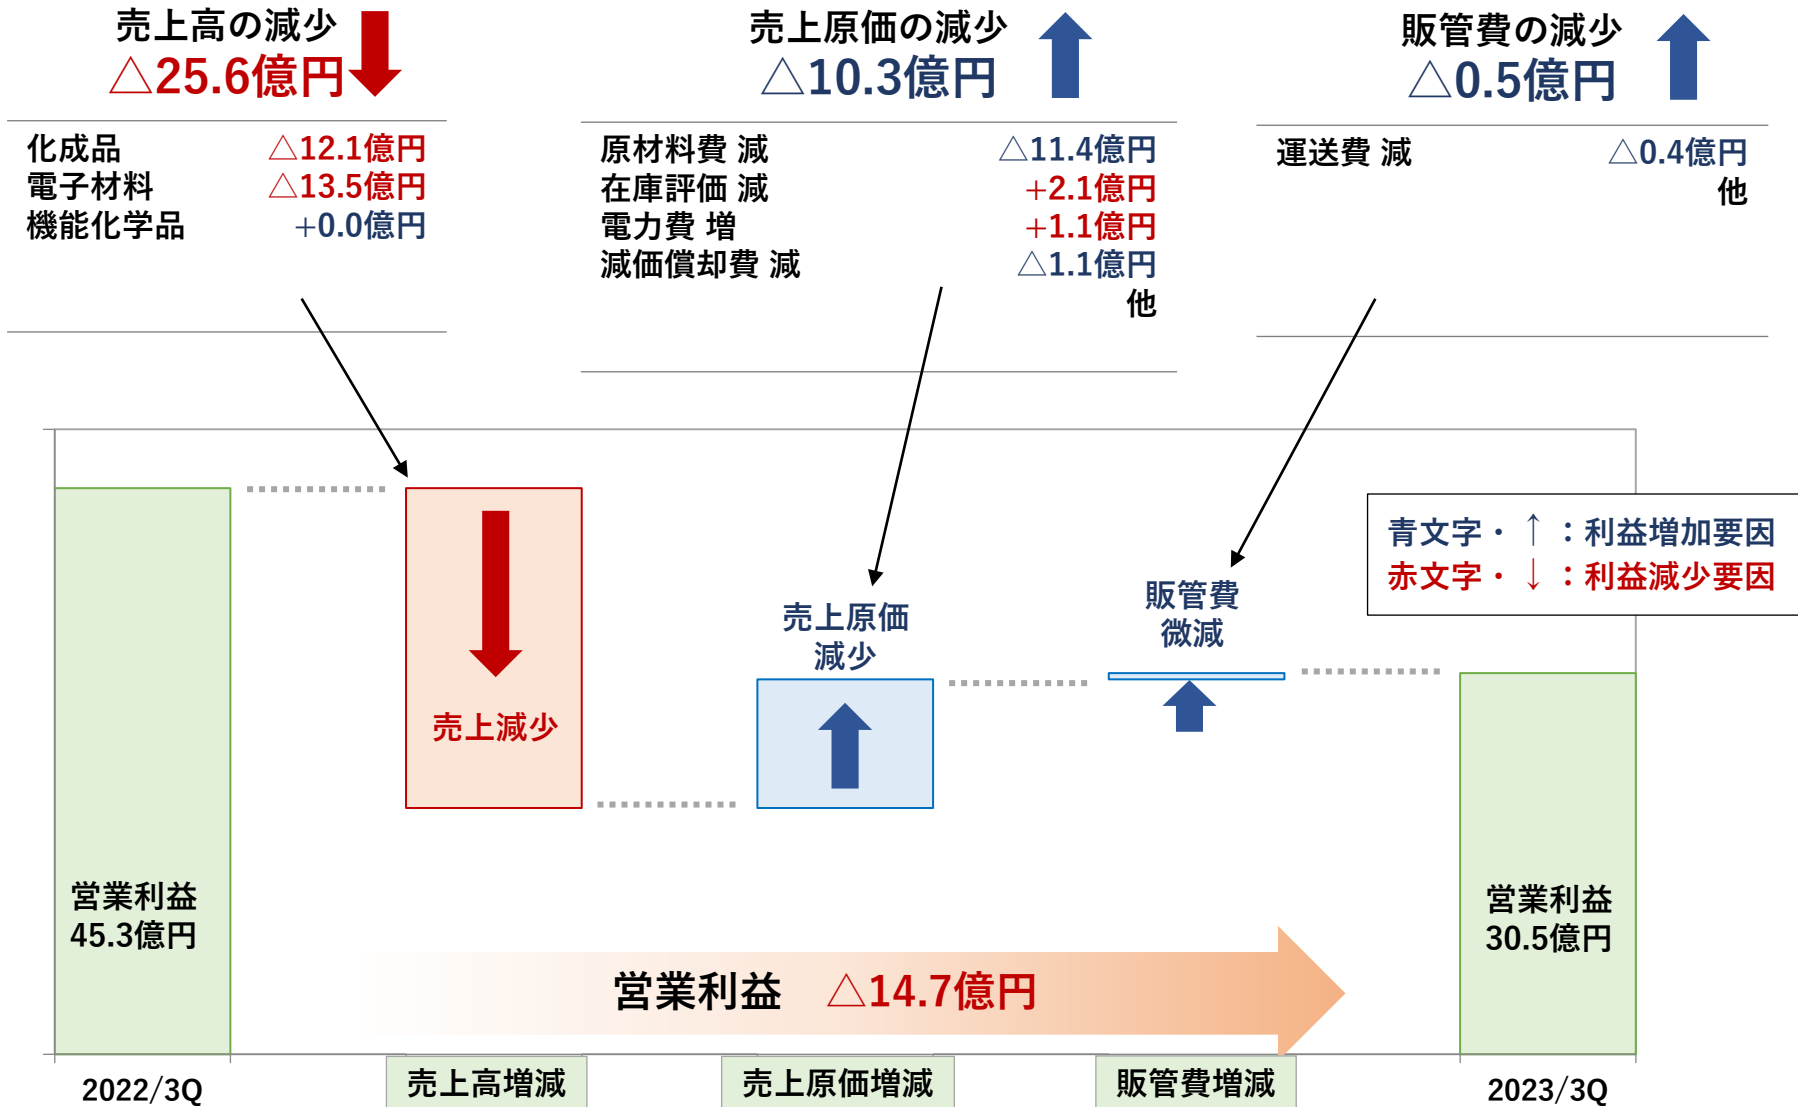 売上高の減少
△25.6億円
化成品 △12.1億円
電子材料 △13.5億円
機能化学品 +0.0億円
売上原価の減少
△10.3億円
原材料費 減 △11.4億円
在庫評価 減 +2.1億円
電力費 増 +1.1億円
減価償却費 減 △1.1億円
他
販管費の減少
△0.5億円
運送費 減 △0.4億円
他
青文字・↑：利益増加要因
赤文字・↓：利益減少要因
売上減少
売上原価
減少
販管費
微減
営業利益
45.3億円
営業利益
30.5億円
営業利益 △14.7億円
2022/3Q
売上高増減
売上原価増減
販管費増減
2023/3Q